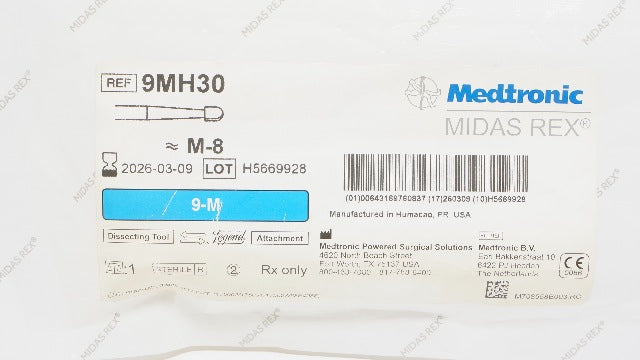 REF 9MH30
Medtronic
MIDAS REX®
≈ M-8
2026-03-09 LOT H5669928
(01)00643169760837 (17)260309 (10)H5669928
9-M
Manufactured in Humacao, PR, USA
Dissecting Tool Legend Attachment
Medtronic Powered Surgical Solutions
4620 North Beach Street
Fort Worth, TX 76137 USA
Medtronic B.V.
Earl Bakkenstraat 10
6422 PJ Heerlen
The Netherlands
1 STERILE R 2 Rx only
MIDAS REX®